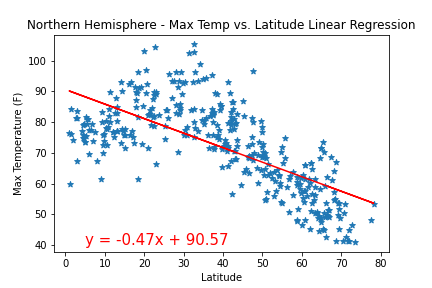 Northern Hemisphere - Max Temp vs. Latitude Linear Regression
100
90
80
70
60
50
40
Max Temperature (F)
y = -0.47x + 90.57
0 10 20 30 40 50 60 70 80
Latitude